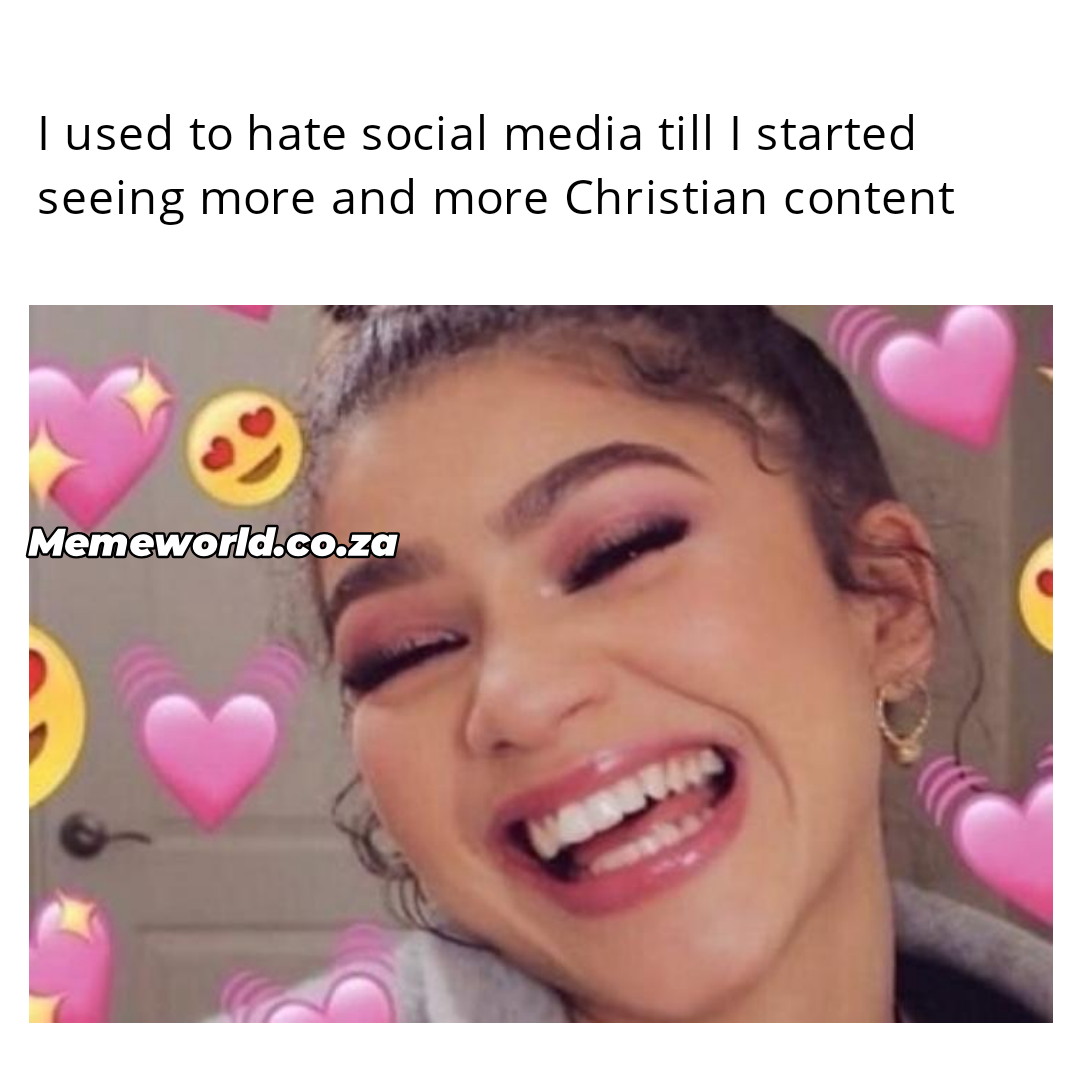 I used to hate social media till I started
seeing more and more Christian content
Memeworld.co.za